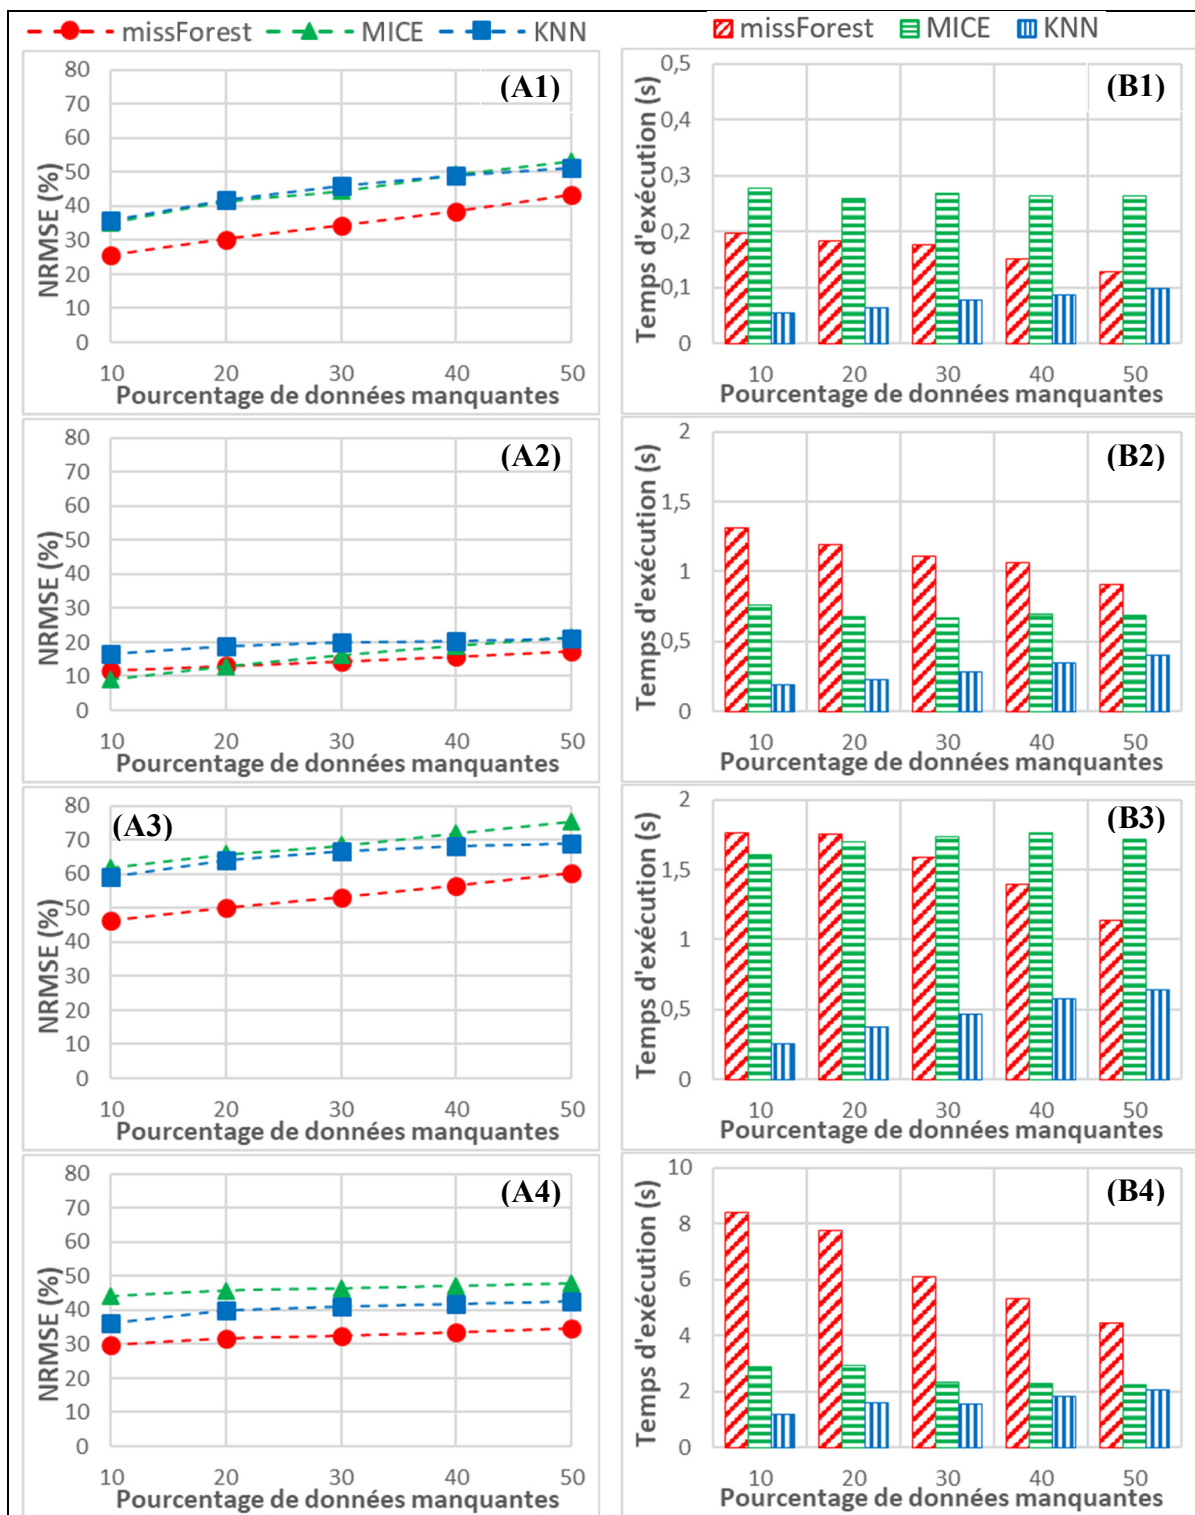 missForest MICE KNN
missForest MICE KNN
(A1)
NRMSE (%)
80
70
60
50
40
30
20
10
0
10 20 30 40 50
Pourcentage de données manquantes
(B1)
Temps d'exécution (s)
0,5
0,4
0,3
0,2
0,1
0
10 20 30 40 50
Pourcentage de données manquantes
(A2)
NRMSE (%)
80
70
60
50
40
30
20
10
0
10 20 30 40 50
Pourcentage de données manquantes
(B2)
Temps d'exécution (s)
2
1,5
1
0,5
0
10 20 30 40 50
Pourcentage de données manquantes
(A3)
NRMSE (%)
80
70
60
50
40
30
20
10
0
10 20 30 40 50
Pourcentage de données manquantes
(B3)
Temps d'exécution (s)
2
1,5
1
0,5
0
10 20 30 40 50
Pourcentage de données manquantes
(A4)
NRMSE (%)
80
70
60
50
40
30
20
10
0
10 20 30 40 50
Pourcentage de données manquantes
(B4)
Temps d'exécution (s)
10
8
6
4
2
0
10 20 30 40 50
Pourcentage de données manquantes